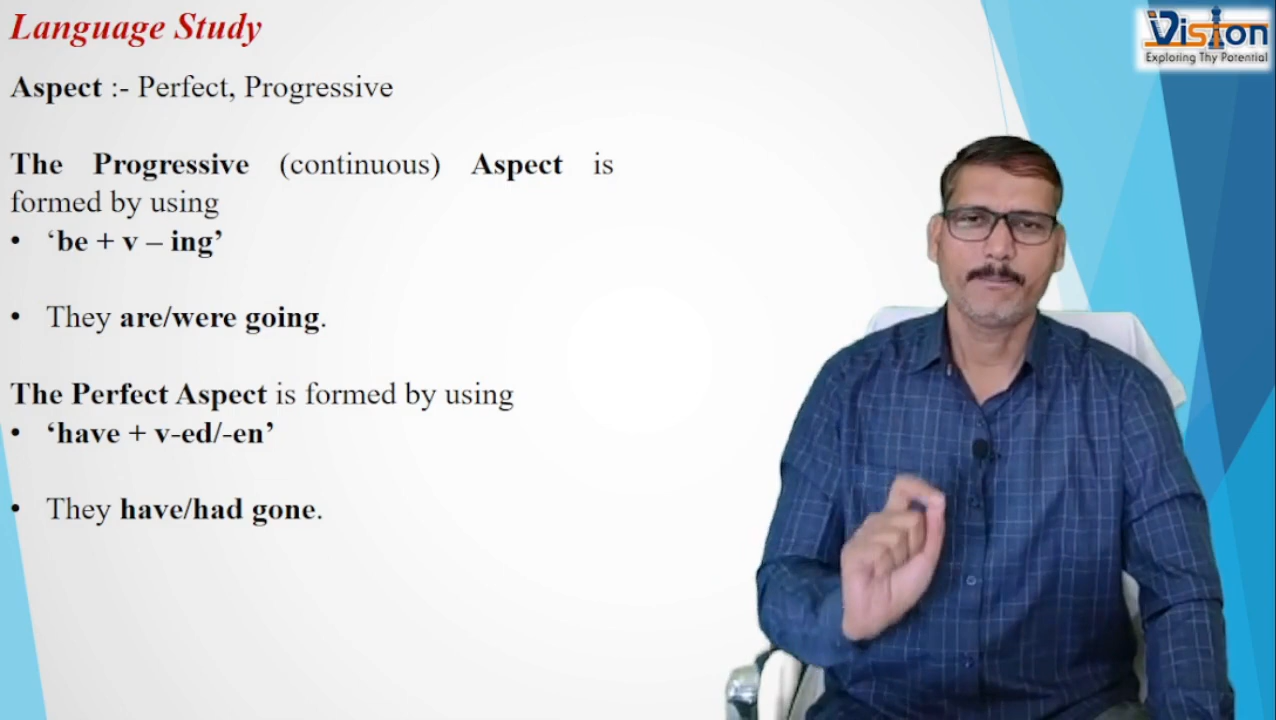 Language Study
Vision
Exploring Thy Potential
Aspect :- Perfect, Progressive
The Progressive (continuous) Aspect is
formed by using
• ‘be + v – ing’
• They are/were going.
The Perfect Aspect is formed by using
• ‘have + v-ed/-en’
• They have/had gone.